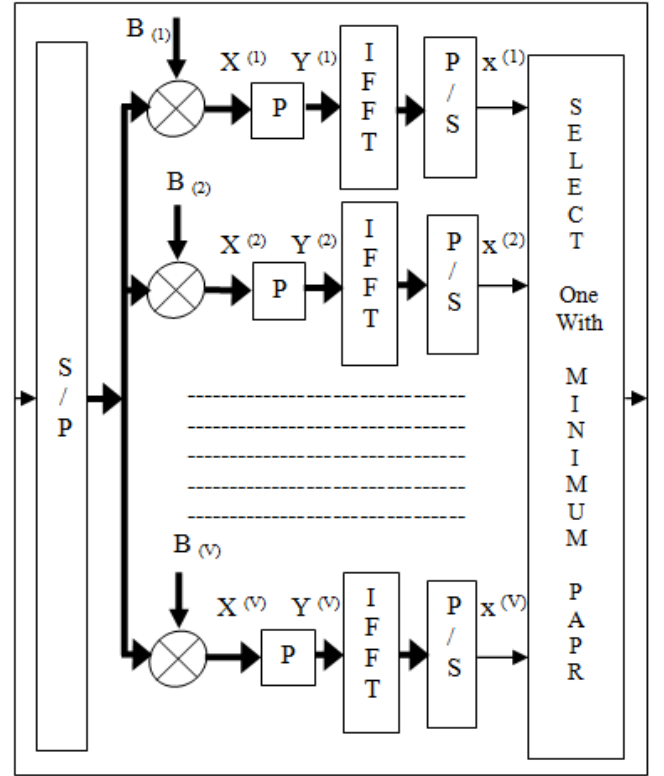 B (1)
X (1) Y (1)
P
I
F
F
T
P
/
S
x (1)
B (2)
X (2) Y (2)
P
I
F
F
T
P
/
S
x (2)
S
/
P
B (V)
X (V) Y (V)
P
I
F
F
T
P
/
S
x (V)
S
E
L
E
C
T
One
With
M
I
N
I
M
U
M
P
A
P
R